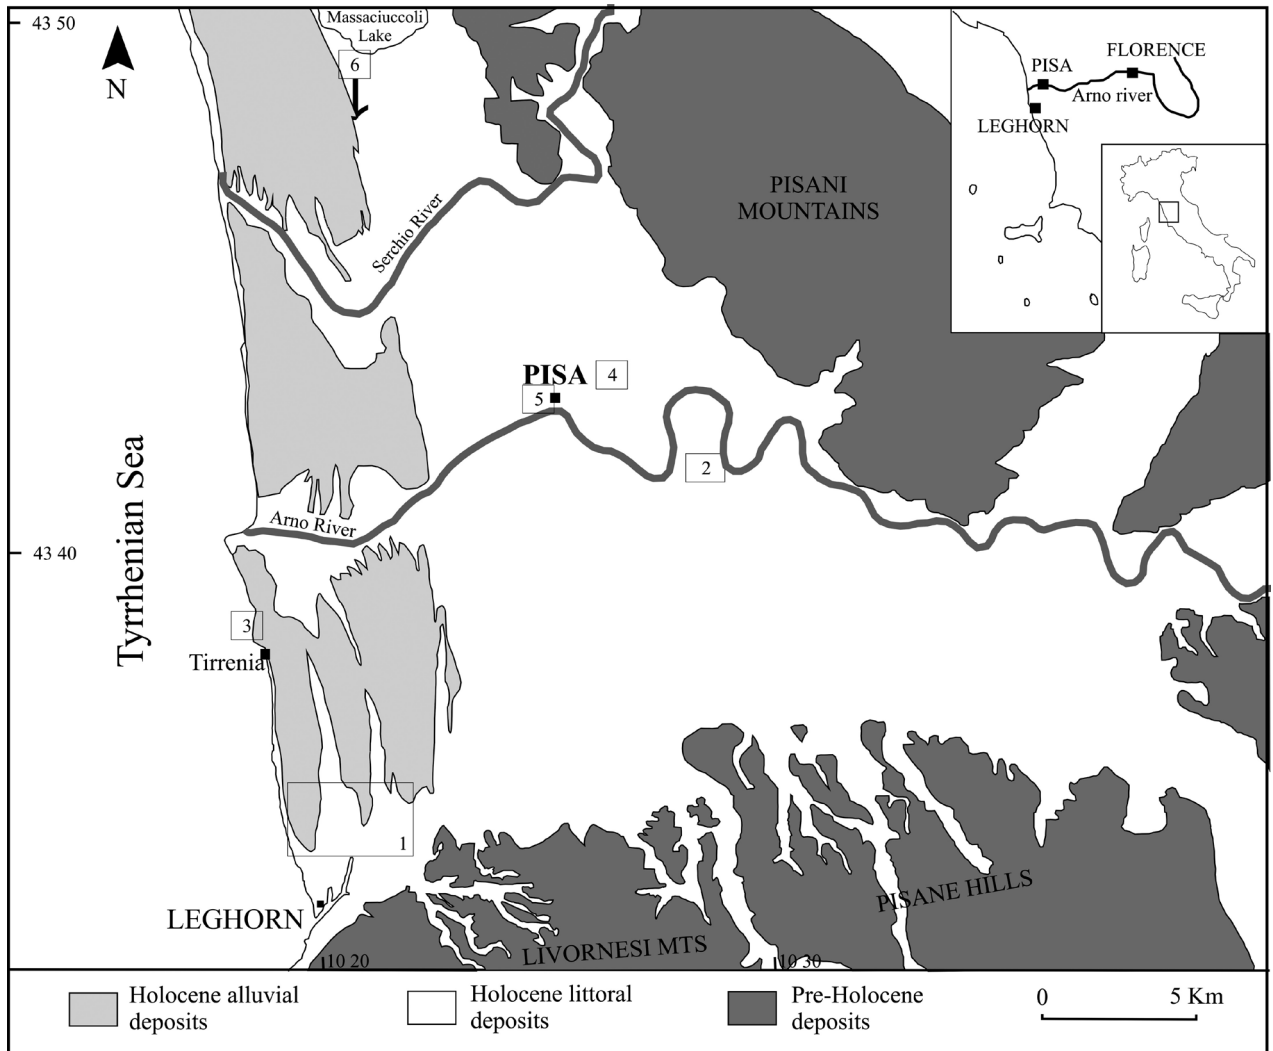 43 50
Massaciuccoli
Lake
6
N
FLORENCE
PISA
Arno river
LEGHORN
PISANI
MOUNTAINS
Serchio River
PISA
4
5
2
Tyrrhenian Sea
Arno River
43 40
3
Tirrenia
1
LEGHORN
PISANE HILLS
LIVORNESI MTS
10 20
10 30
Holocene alluvial
deposits
Holocene littoral
deposits
Pre-Holocene
deposits
0
5 Km